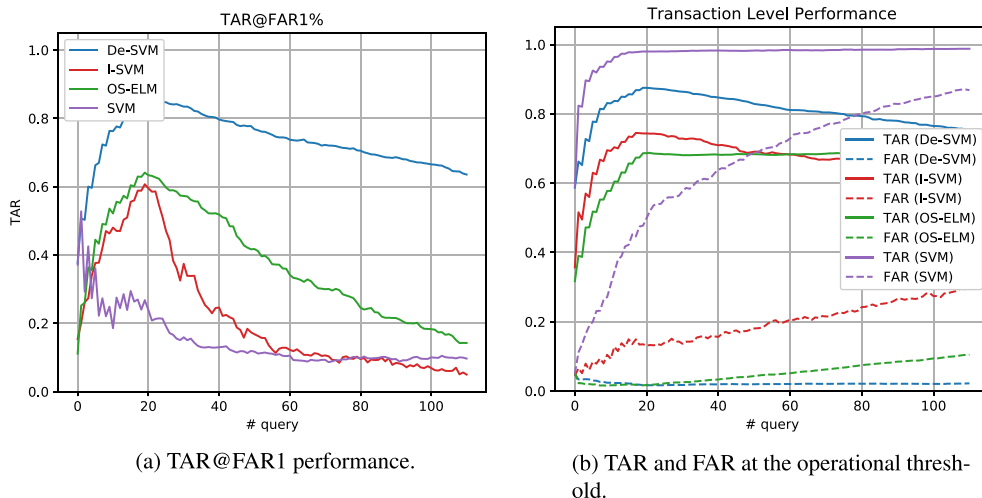 TAR@FAR1%
1.0
0.8
0.6
0.4
0.2
0.0
TAR
De-SVM
I-SVM
OS-ELM
SVM
0 20 40 60 80 100
# query
(a) TAR@FAR1 performance.
Transaction Level Performance
1.0
0.8
0.6
0.4
0.2
0.0
TAR (De-SVM)
FAR (De-SVM)
TAR (I-SVM)
FAR (I-SVM)
TAR (OS-ELM)
FAR (OS-ELM)
TAR (SVM)
FAR (SVM)
0 20 40 60 80 100
# query
(b) TAR and FAR at the operational thresh-
old.